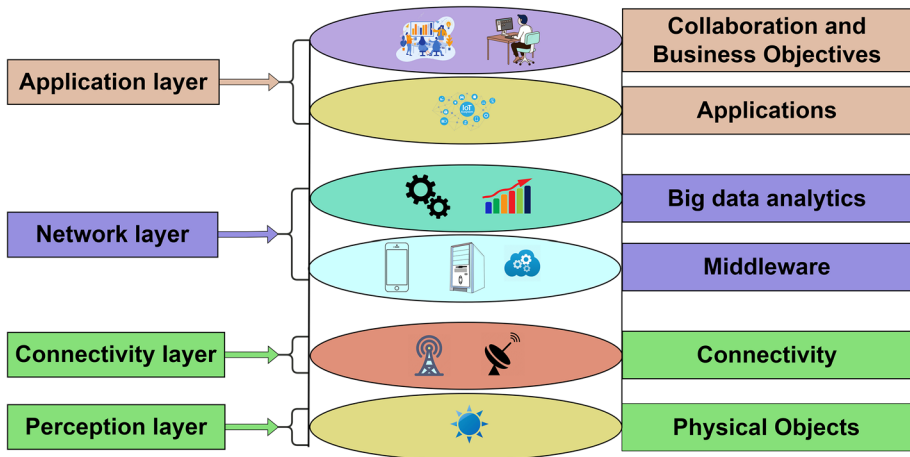 Application layer
Network layer
Connectivity layer
Perception layer
IoT
Collaboration and
Business Objectives
Applications
Big data analytics
Middleware
Connectivity
Physical Objects